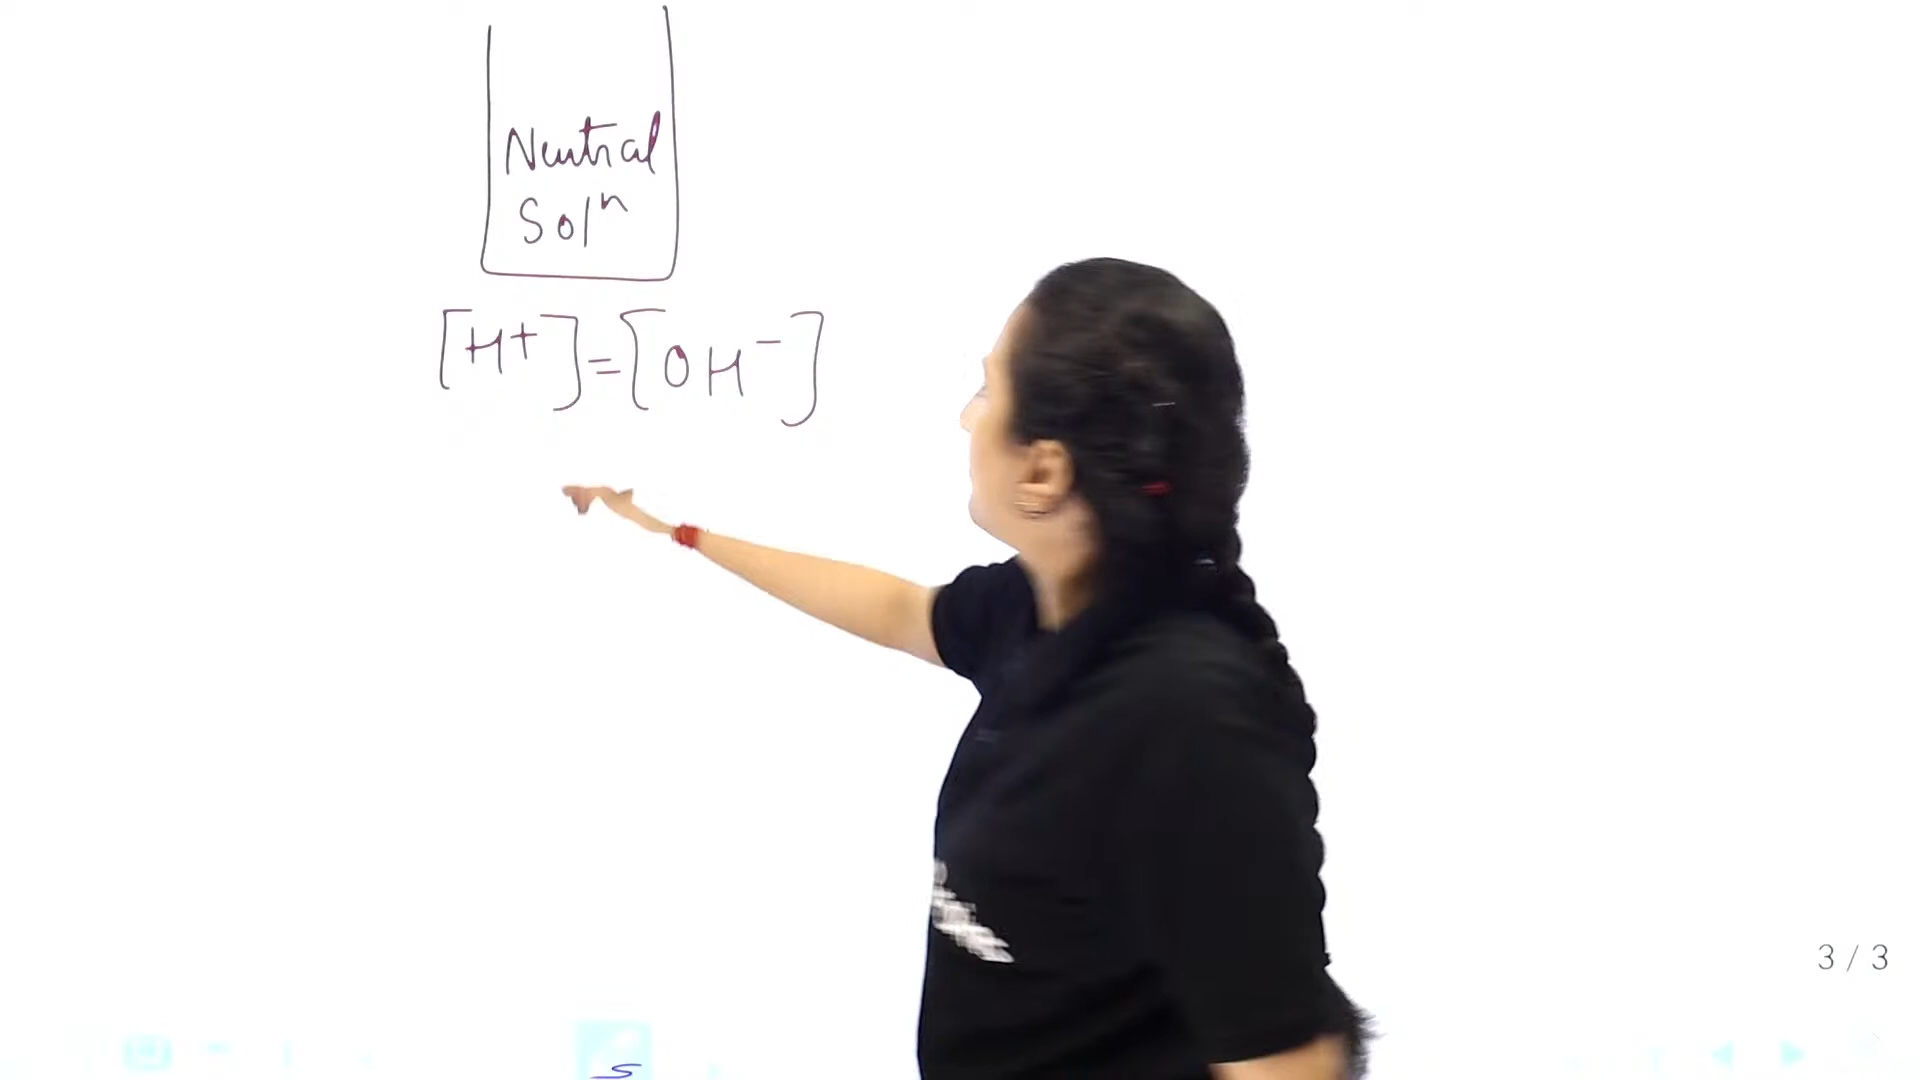 Neutral
Solⁿ
[H+]=[OH⁻]
3 / 3
S